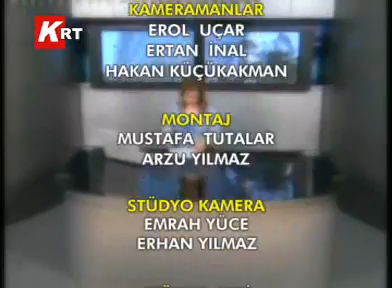 KRT
KAMERAMANLAR
EROL UÇAR
ERTAN İNAL
HAKAN KÜÇÜKAKMAN
MONTAJ
MUSTAFA TUTALAR
ARZU YILMAZ
STÜDYO KAMERA
EMRAH YÜCE
ERHAN YILMAZ